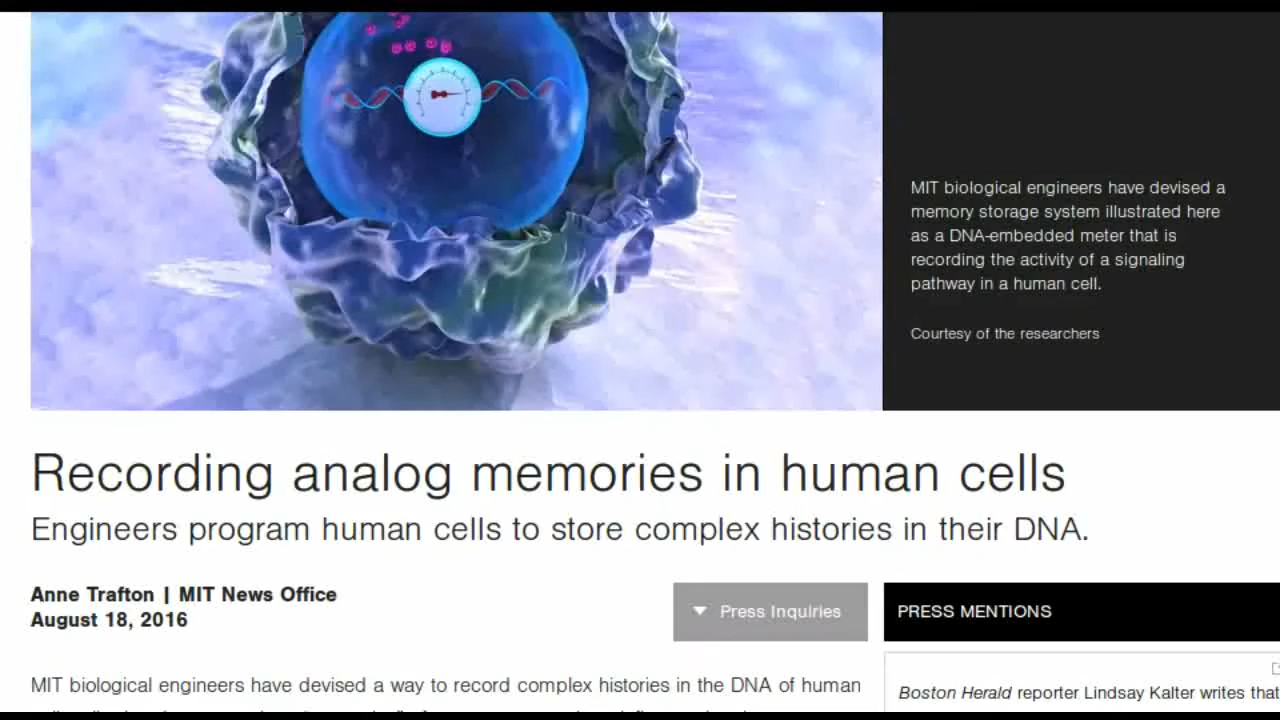 MIT biological engineers have devised a
memory storage system illustrated here
as a DNA-embedded meter that is
recording the activity of a signaling
pathway in a human cell.
Courtesy of the researchers
Recording analog memories in human cells
Engineers program human cells to store complex histories in their DNA.
Anne Trafton | MIT News Office
August 18, 2016
Press Inquiries
PRESS MENTIONS
MIT biological engineers have devised a way to record complex histories in the DNA of human
Boston Herald reporter Lindsay Kalter writes that